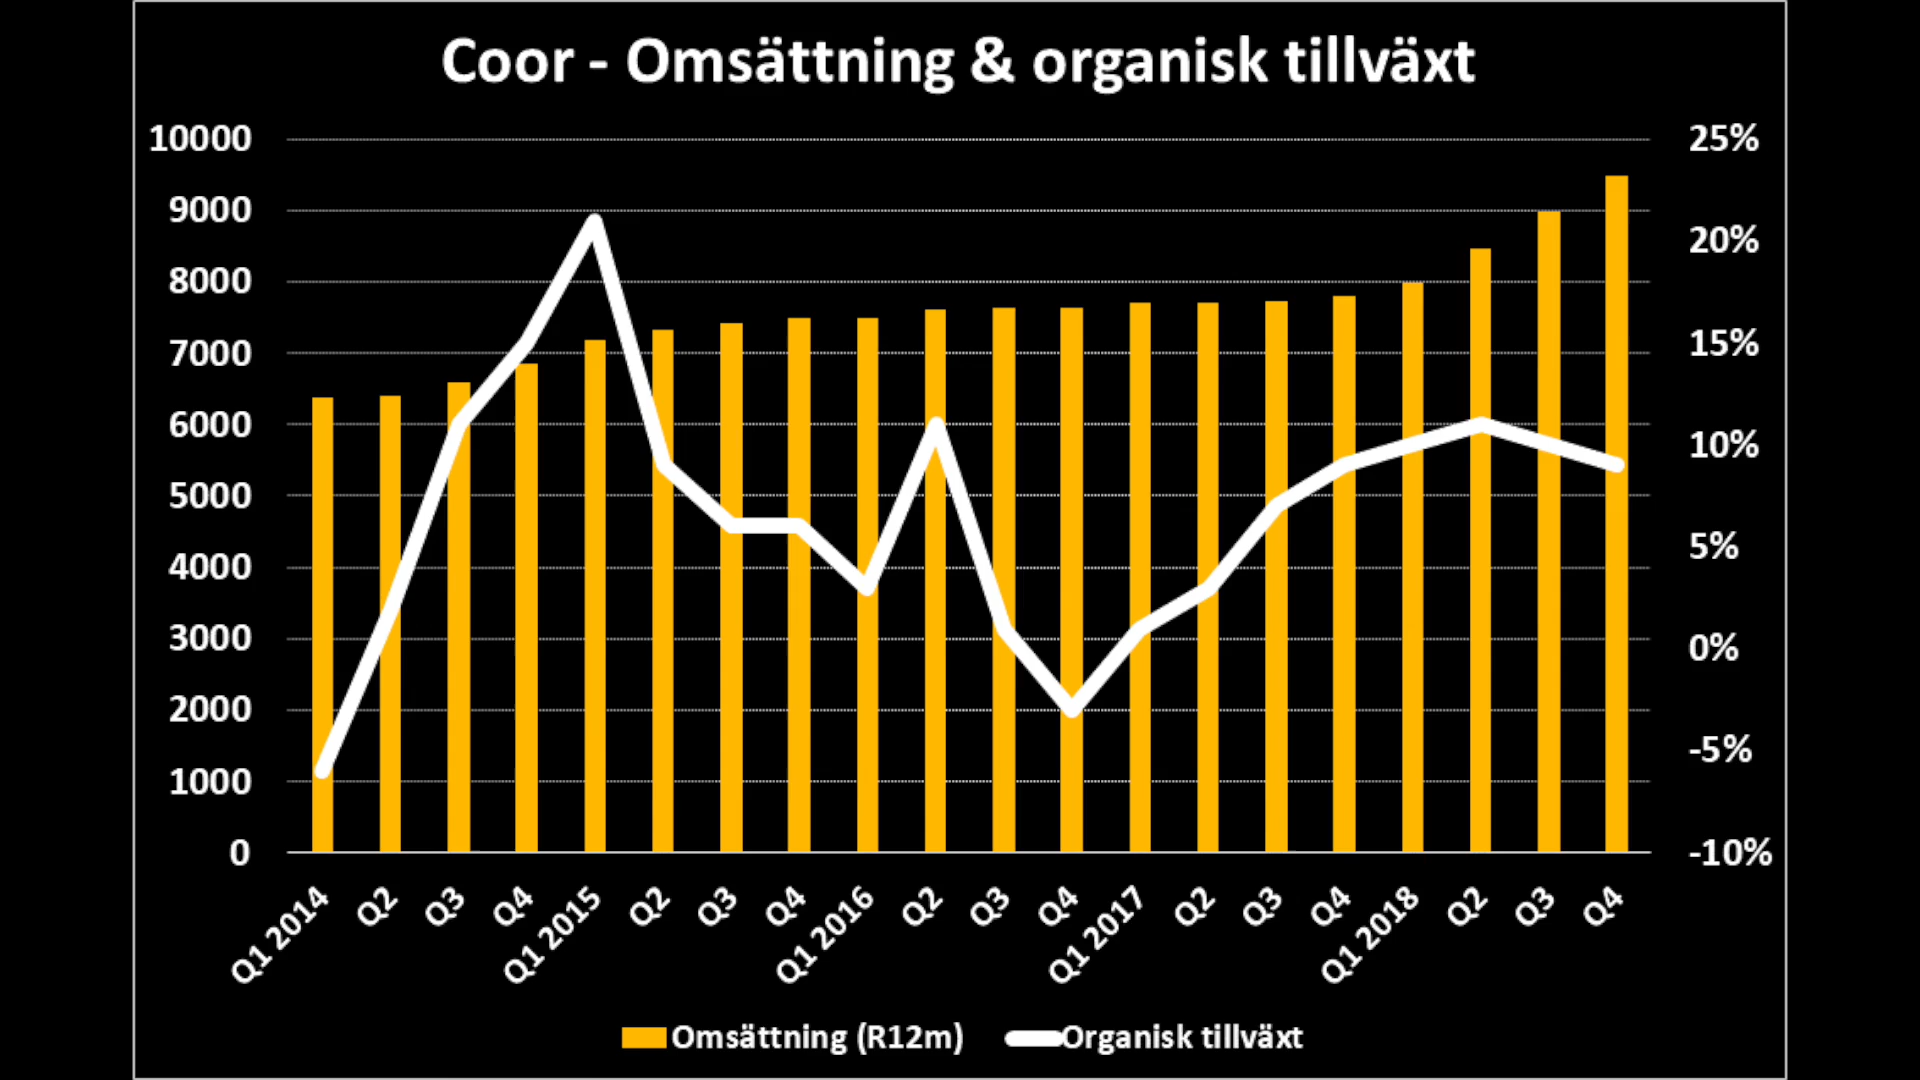 Coor - Omsättning & organisk tillväxt
10000
9000
8000
7000
6000
5000
4000
3000
2000
1000
0
25%
20%
15%
10%
5%
0%
-5%
-10%
Q1 2014
Q2
Q3
Q4
Q1 2015
Q2
Q3
Q4
Q1 2016
Q2
Q3
Q4
Q1 2017
Q2
Q3
Q4
Q1 2018
Q2
Q3
Q4
Omsättning (R12m)
Organisk tillväxt